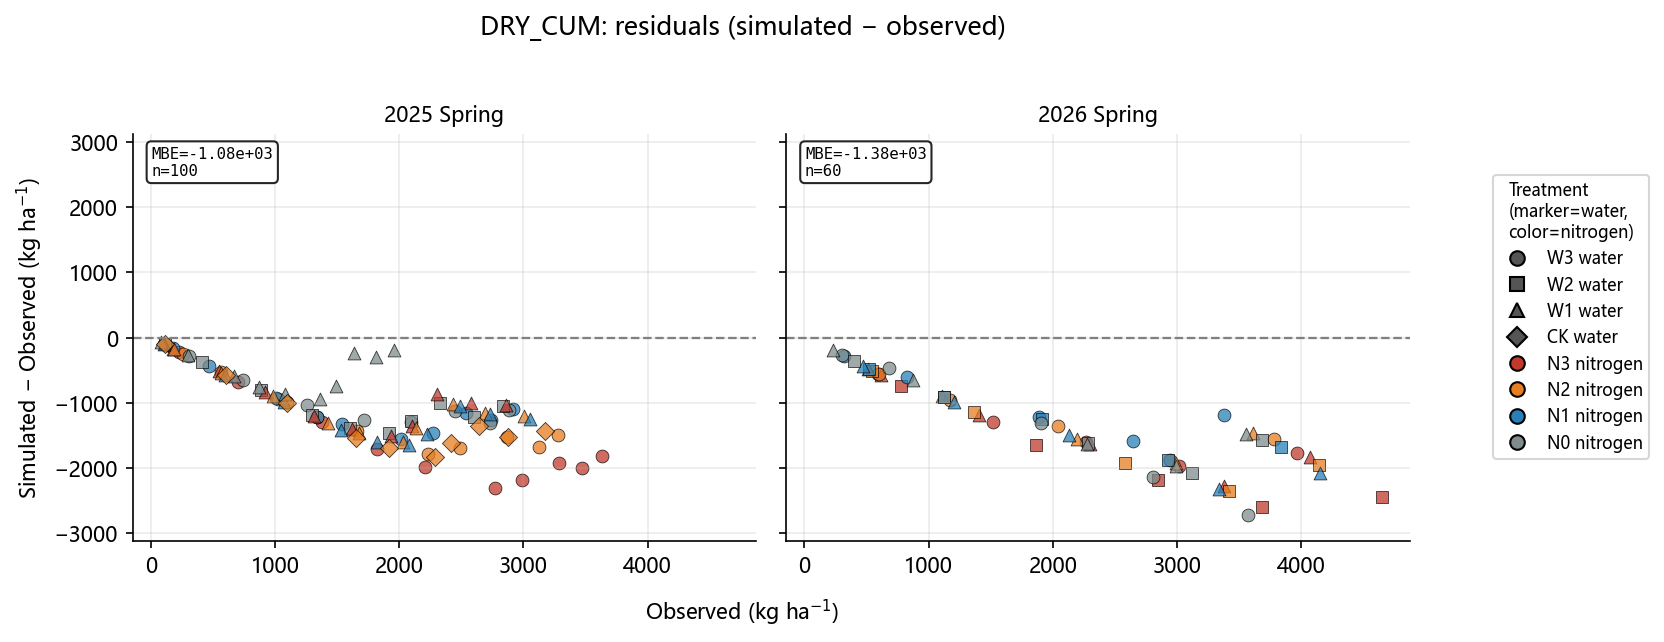 DRY_CUM: residuals (simulated − observed)
2025 Spring
2026 Spring
Simulated − Observed (kg ha⁻¹)
3000
2000
1000
0
−1000
−2000
−3000
MBE=-1.08e+03
n=100
MBE=-1.38e+03
n=60
0 1000 2000 3000 4000
0 1000 2000 3000 4000
Observed (kg ha⁻¹)
Treatment
(marker=water,
color=nitrogen)
W3 water
W2 water
W1 water
CK water
N3 nitrogen
N2 nitrogen
N1 nitrogen
N0 nitrogen